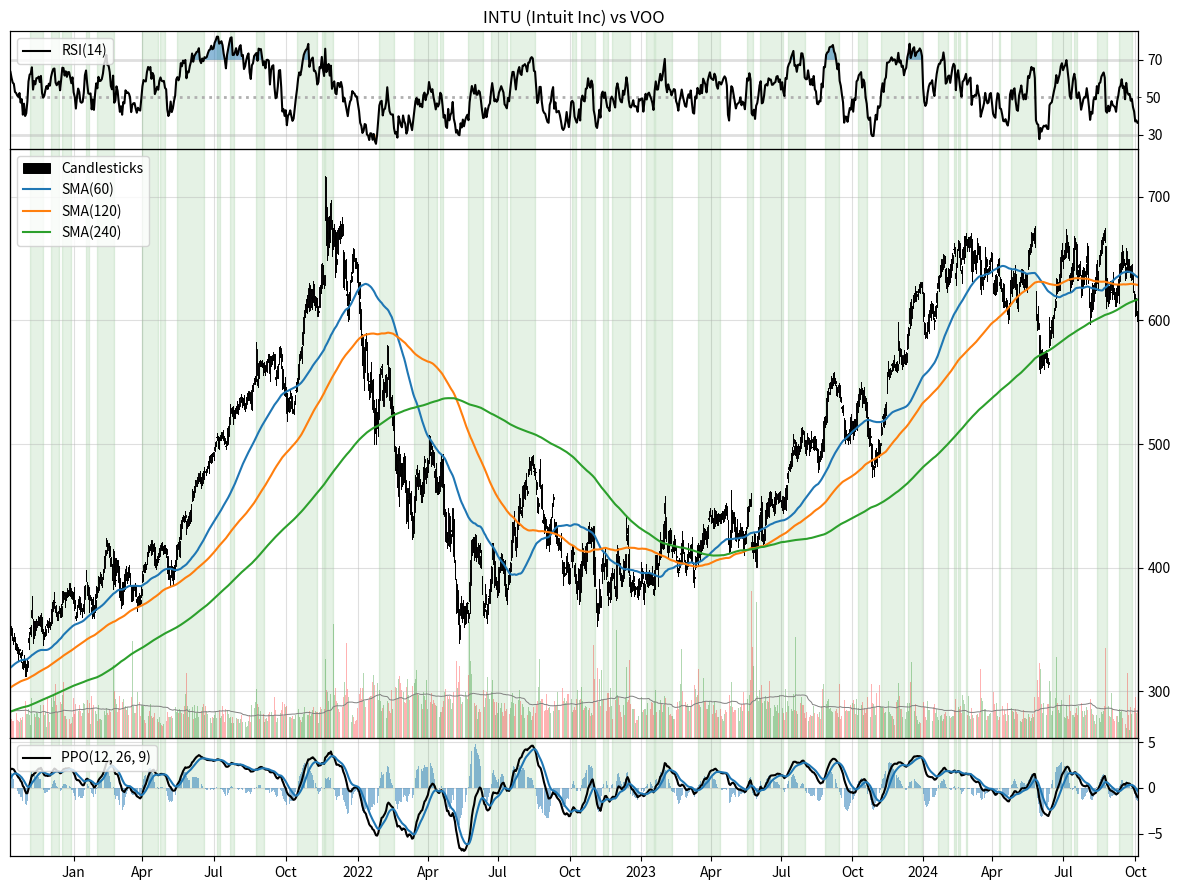 INTU (Intuit Inc) vs VOO
RSI(14)
70
50
30
Candlesticks
SMA(60)
SMA(120)
SMA(240)
700
600
500
400
300
PPO(12, 26, 9)
5
0
−5
Jan Apr Jul Oct 2022 Apr Jul Oct 2023 Apr Jul Oct 2024 Apr Jul Oct